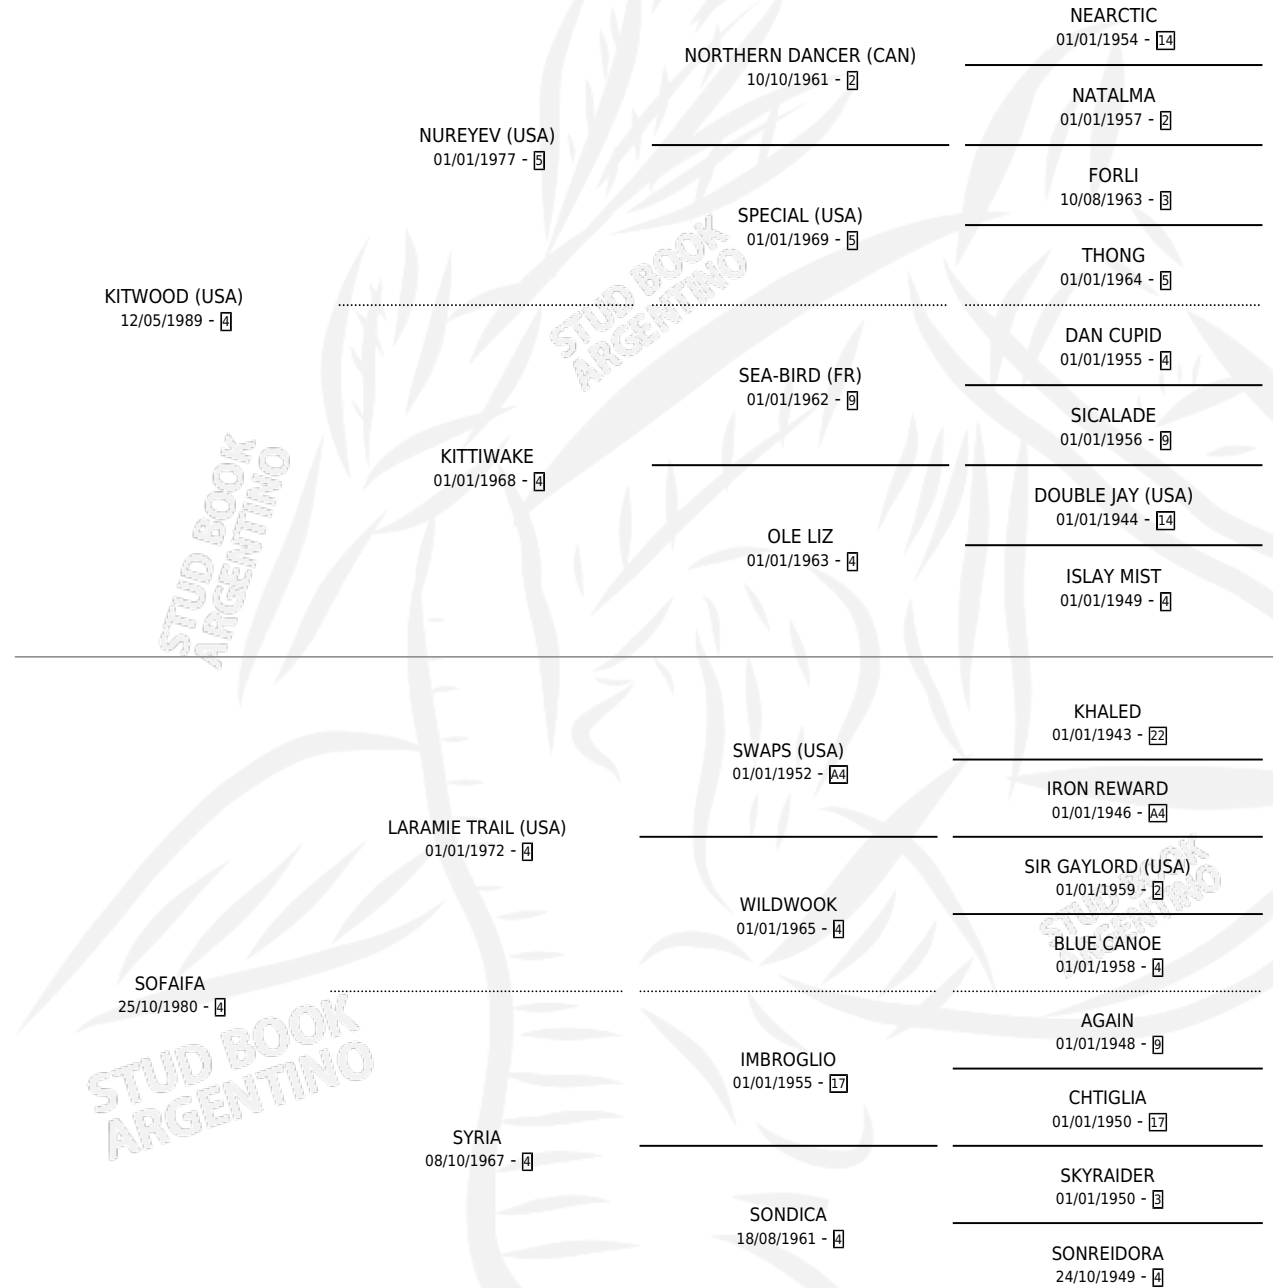 NEARCTIC
01/01/1954 - 14
NORTHERN DANCER (CAN)
10/10/1961 - 2
NATALMA
01/01/1957 - 2
NUREYEV (USA)
01/01/1977 - 5
FORLI
10/08/1963 - 3
SPECIAL (USA)
01/01/1969 - 5
THONG
01/01/1964 - 5
KITWOOD (USA)
12/05/1989 - 4
DAN CUPID
01/01/1955 - 4
SEA-BIRD (FR)
01/01/1962 - 9
SICALADE
01/01/1956 - 9
KITTIWAKE
01/01/1968 - 4
DOUBLE JAY (USA)
01/01/1944 - 14
OLE LIZ
01/01/1963 - 4
ISLAY MIST
01/01/1949 - 4
KHALED
01/01/1943 - 22
SWAPS (USA)
01/01/1952 - A4
IRON REWARD
01/01/1946 - A4
LARAMIE TRAIL (USA)
01/01/1972 - 4
SIR GAYLORD (USA)
01/01/1959 - 2
WILDWOOK
01/01/1965 - 4
BLUE CANOE
01/01/1958 - 4
SOFAIFA
25/10/1980 - 4
AGAIN
01/01/1948 - 9
IMBROGLIO
01/01/1955 - 17
CHTIGLIA
01/01/1950 - 17
SYRIA
08/10/1967 - 4
SKYRAIDER
01/01/1950 - 3
SONDICA
18/08/1961 - 4
SONREIDORA
24/10/1949 - 4
STUD BOOK
ARGENTINO
STUD BOOK
ARGENTINO
STUD BOOK
ARGENTINO
STUD BOOK
ARGENTINO